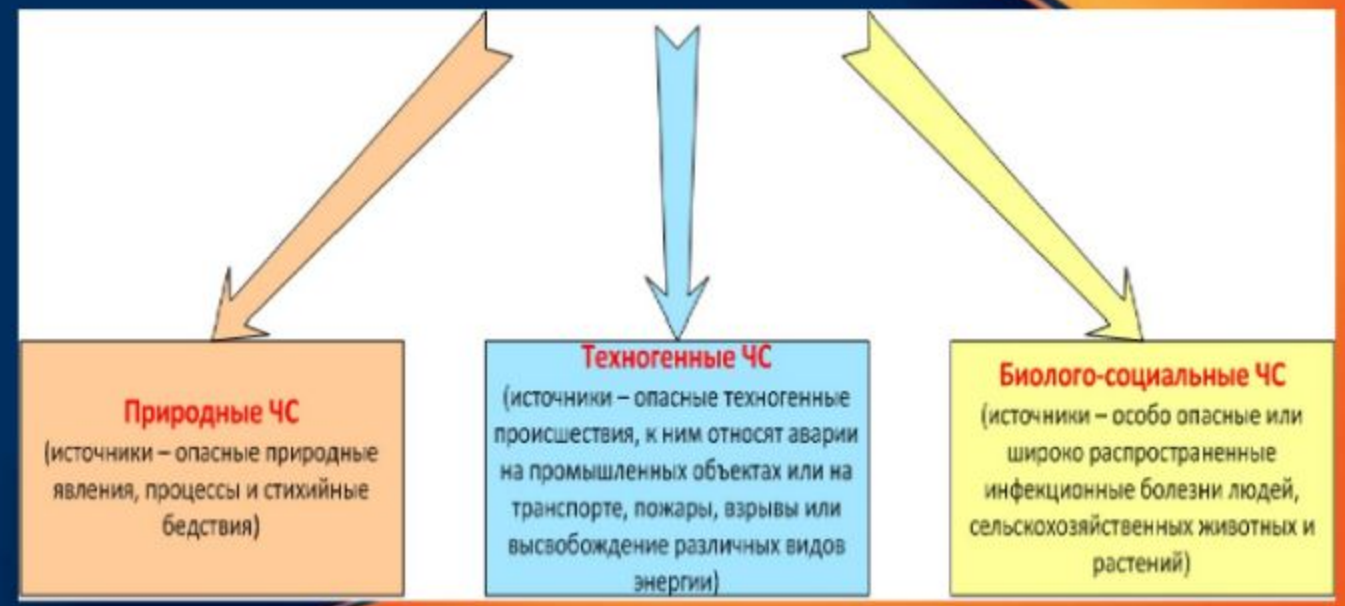 Природные ЧС
(источники – опасные природные
явления, процессы и стихийные
бедствия)
Техногенные ЧС
(источники – опасные техногенные
происшествия, к ним относят аварии
на промышленных объектах или на
транспорте, пожары, взрывы или
высвобождение различных видов
энергии)
Биолого-социальные ЧС
(источники – особо опасные или
широко распространенные
инфекционные болезни людей,
сельскохозяйственных животных и
растений)